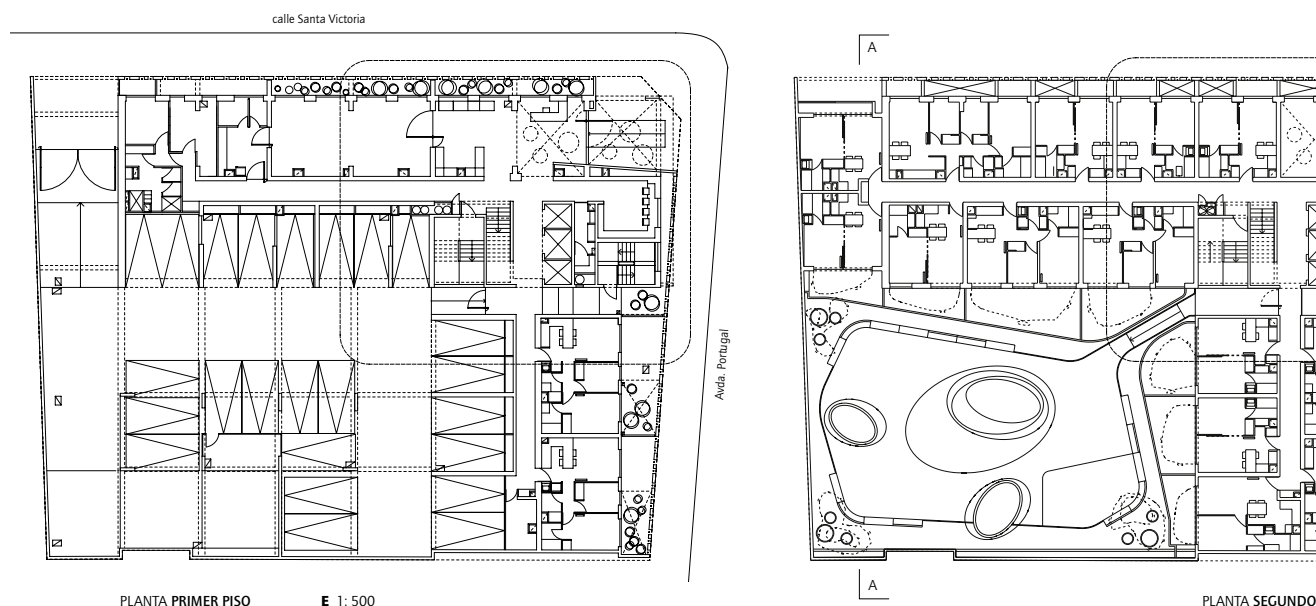 calle Santa Victoria
A
Avda. Portugal
A
PLANTA PRIMER PISO E 1: 500
PLANTA SEGUNDO